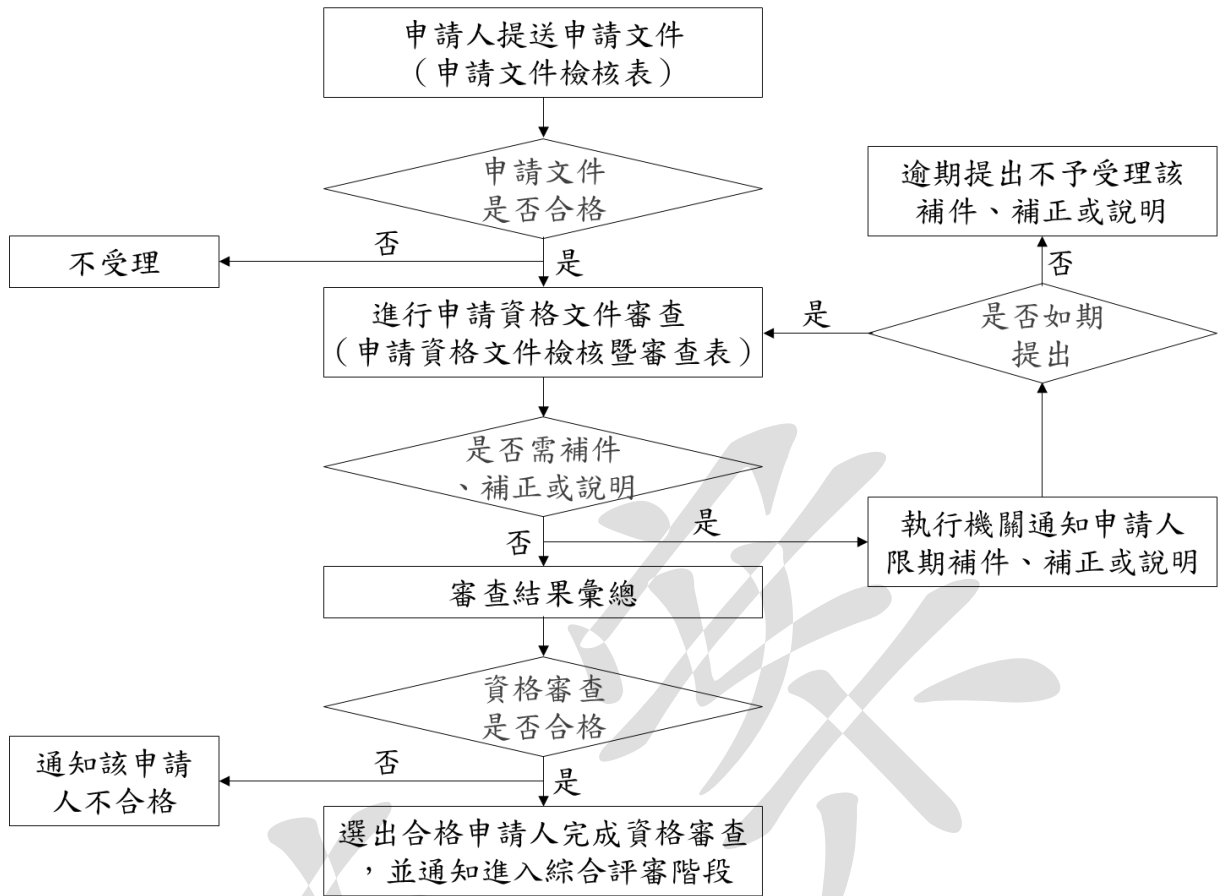 申請人提送申請文件
（申請文件檢核表）
申請文件
是否合格
逾期提出不予受理該
補件、補正或說明
否
不受理
是
否
進行申請資格文件審查
（申請資格文件檢核暨審查表）
是
是否如期
提出
是否需補件
、補正或說明
是
否
執行機關通知申請人
限期補件、補正或說明
審查結果彙總
資格審查
是否合格
否
通知該申請
人不合格
是
選出合格申請人完成資格審查
，並通知進入綜合評審階段